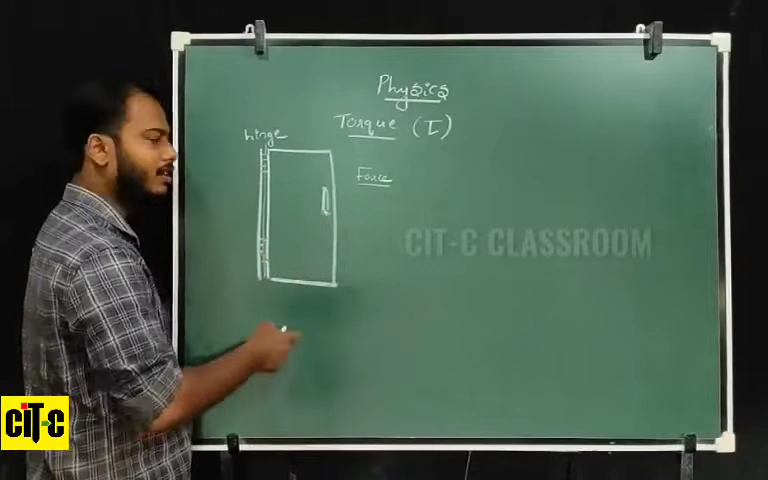 Physics
Torque (τ)
hinge
Force
CIT-C CLASSROOM
CiT-C